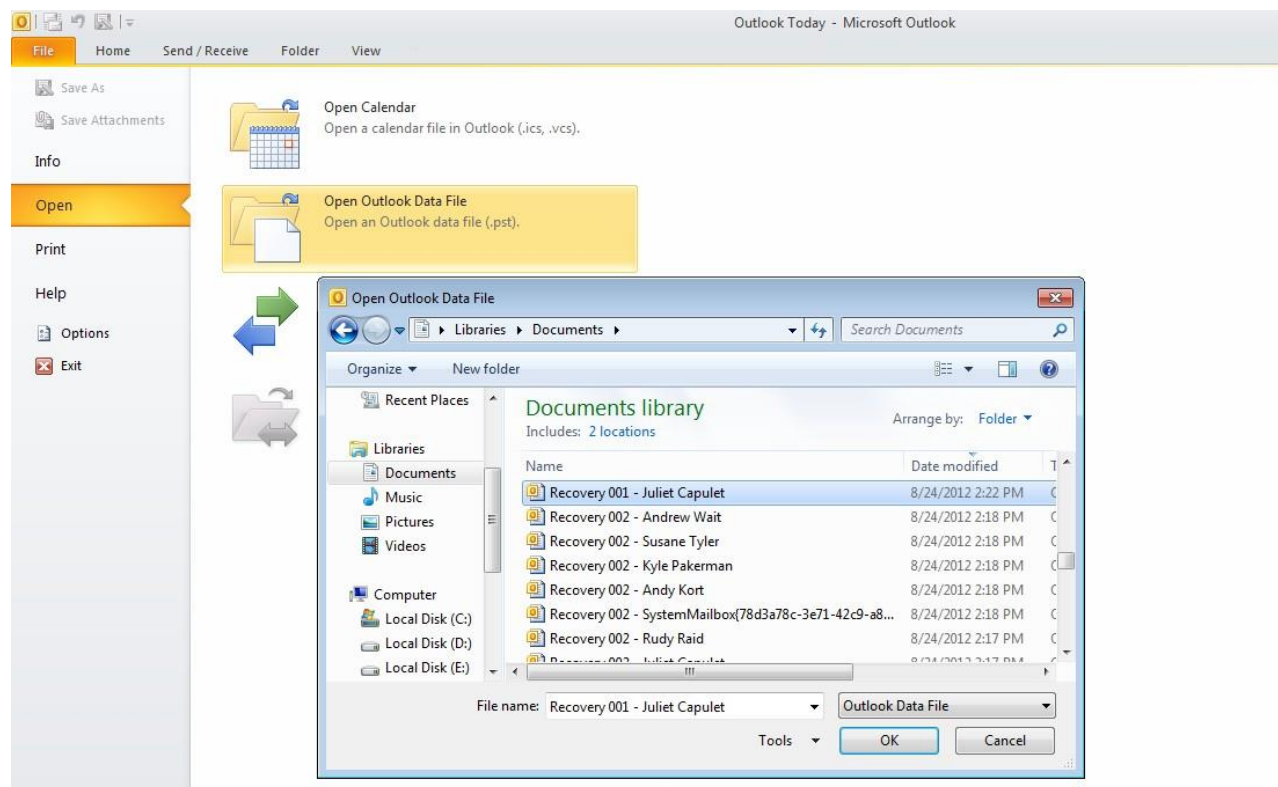 Outlook Today - Microsoft Outlook
File Home Send / Receive Folder View
Save As
Save Attachments
Info
Open
Print
Help
Options
Exit
Open Calendar
Open a calendar file in Outlook (.ics, .vcs).
Open Outlook Data File
Open an Outlook data file (.pst).
Open Outlook Data File
Libraries Documents
Search Documents
Organize New folder
Recent Places
Libraries
Documents
Music
Pictures
Videos
Computer
Local Disk (C:)
Local Disk (D:)
Local Disk (E:)
Documents library
Includes: 2 locations
Arrange by: Folder
Name Date modified
Recovery 001 - Juliet Capulet 8/24/2012 2:22 PM
Recovery 002 - Andrew Wait 8/24/2012 2:18 PM
Recovery 002 - Susane Tyler 8/24/2012 2:18 PM
Recovery 002 - Kyle Pakerman 8/24/2012 2:18 PM
Recovery 002 - Andy Kort 8/24/2012 2:18 PM
Recovery 002 - SystemMailbox{78d3a78c-3e71-42c9-a8... 8/24/2012 2:18 PM
Recovery 002 - Rudy Raid 8/24/2012 2:17 PM
File name: Recovery 001 - Juliet Capulet
Outlook Data File
Tools OK Cancel